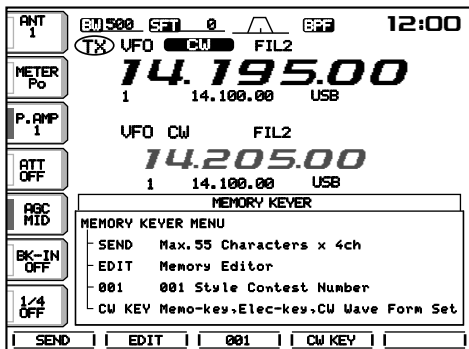 ANT 1
BW 500 SFT 0 BPF 12:00
TX VFO CW FIL2
14.195.00
1 14.100.00 USB
METER Po
P.AMP 1
VFO CW FIL2
14.205.00
1 14.100.00 USB
ATT OFF
AGC MID
BK-IN OFF
1/4 OFF
MEMORY KEYER
MEMORY KEYER MENU
SEND Max.55 Characters x 4ch
EDIT Memory Editor
001 001 Style Contest Number
CW KEY Memo-key,Elec-key,CW Wave Form Set
SEND EDIT 001 CW KEY